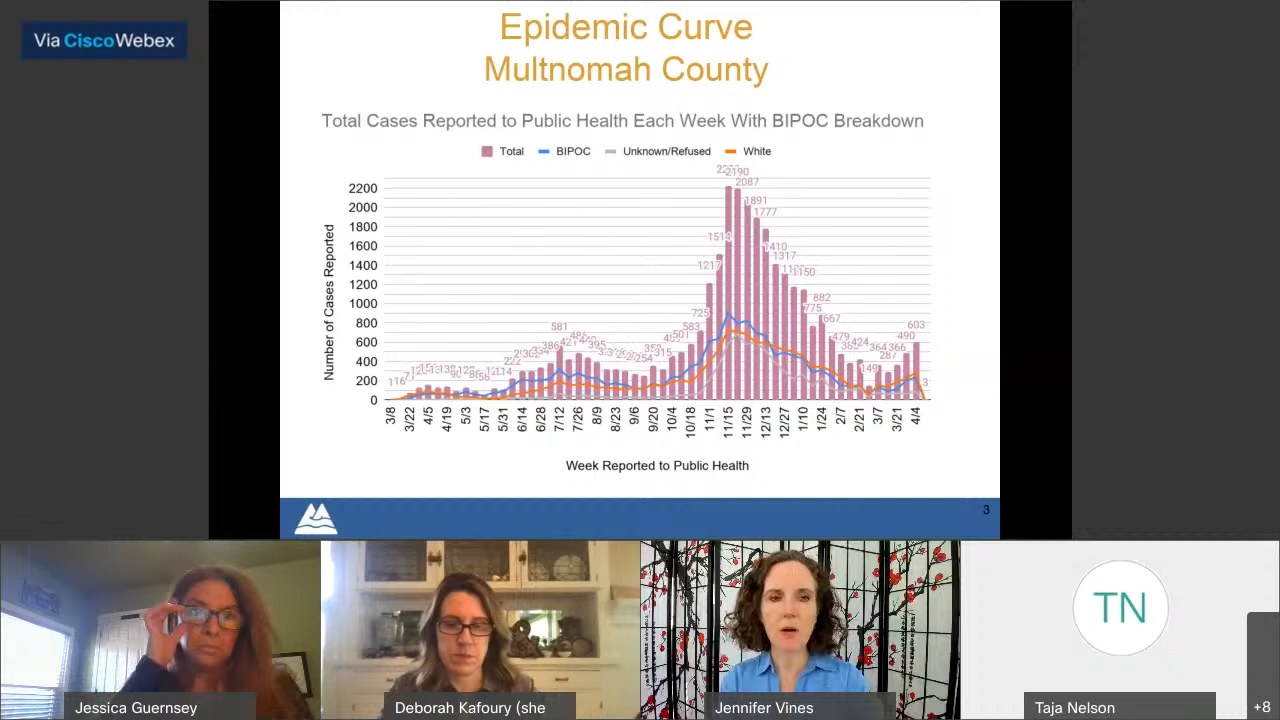 Via Cisco Webex
Epidemic Curve
Multnomah County
Total Cases Reported to Public Health Each Week With BIPOC Breakdown
Total BIPOC Unknown/Refused White
Number of Cases Reported
2200
2000
1800
1600
1400
1200
1000
800
600
400
200
0
2190
2087
1891
1777
1514
1410
1317
1217
1150
882
775
725
667
603
583
581
490
479
424
364
366
287
254
149
3/8 3/22 4/5 4/19 5/3 5/17 5/31 6/14 6/28 7/12 7/26 8/9 8/23 9/6 9/20 10/4 10/18 11/1 11/15 11/29 12/13 12/27 1/10 1/24 2/7 2/21 3/7 3/21 4/4
Week Reported to Public Health
3
TN
Jessica Guernsey
Deborah Kafoury (she
Jennifer Vines
Taja Nelson
+8